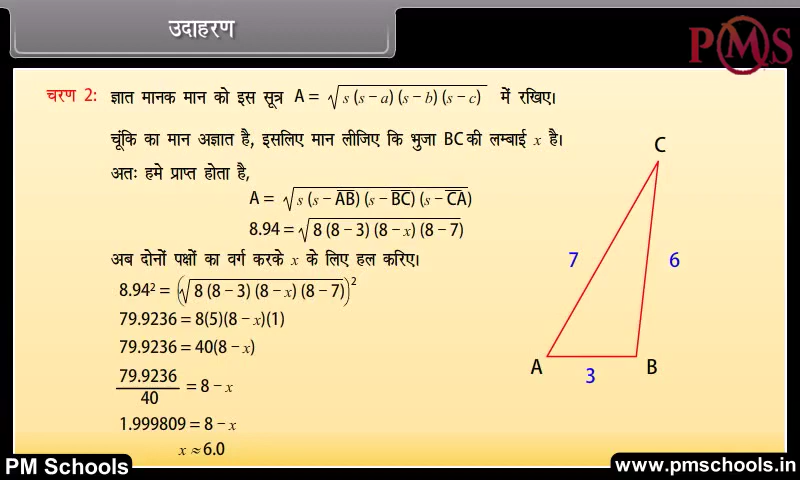 उदाहरण
PMS
चरण 2: ज्ञात मानक मान को इस सूत्र A = √s (s – a) (s – b) (s – c) में रखिए।
चूंकि का मान अज्ञात है, इसलिए मान लीजिए कि भुजा BC की लम्बाई x है।
अतः हमे प्राप्त होता है,
A = √s (s – A̅B̅) (s – B̅C̅) (s – C̅A̅)
8.94 = √8 (8 – 3) (8 – x) (8 – 7)
अब दोनों पक्षों का वर्ग करके x के लिए हल करिए।
8.94² = (√8 (8 – 3) (8 – x) (8 – 7))²
79.9236 = 8(5)(8 – x)(1)
79.9236 = 40(8 – x)
79.9236/40 = 8 – x
1.999809 = 8 – x
x ≈ 6.0
C
7
6
A
B
3
PM Schools
www.pmschools.in